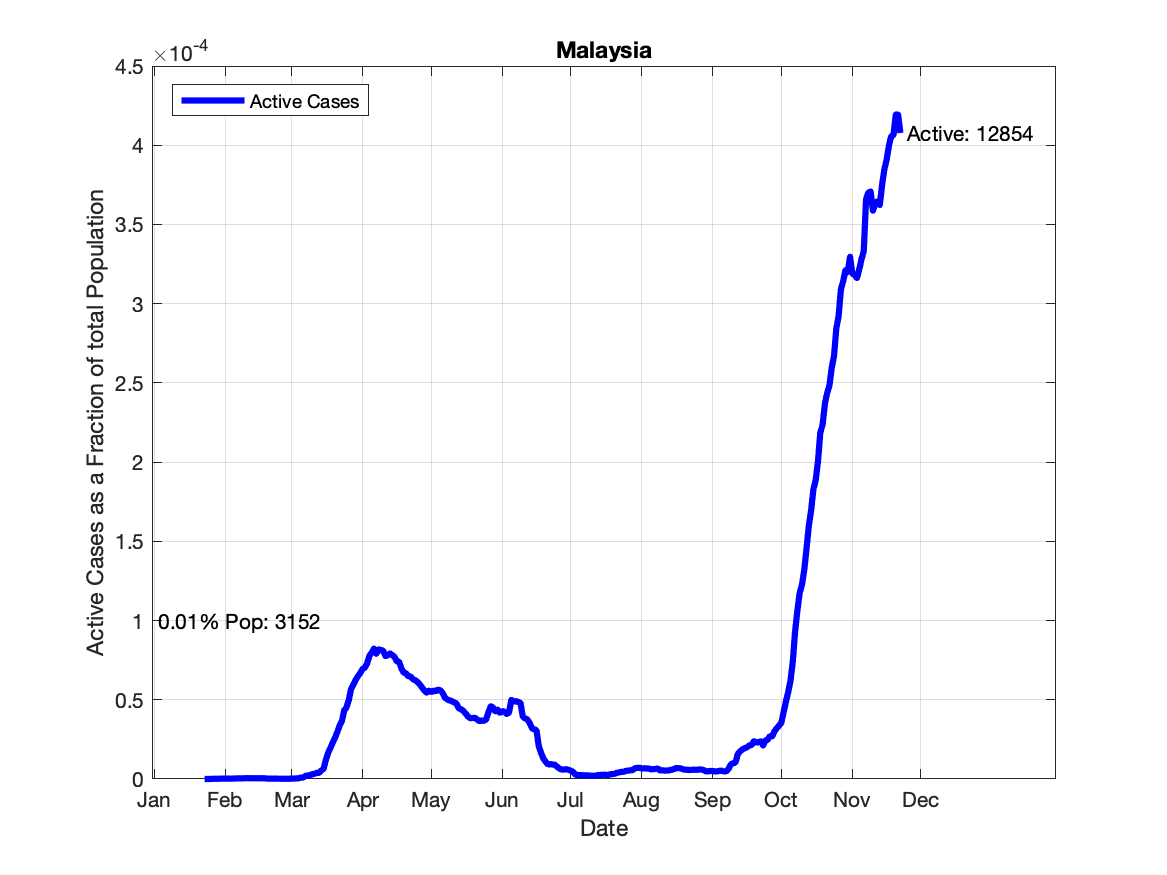 Malaysia
×10-4
4.5
4
3.5
3
2.5
2
1.5
1
0.5
0
Active Cases as a Fraction of total Population
Active Cases
Active: 12854
0.01% Pop: 3152
Jan Feb Mar Apr May Jun Jul Aug Sep Oct Nov Dec
Date